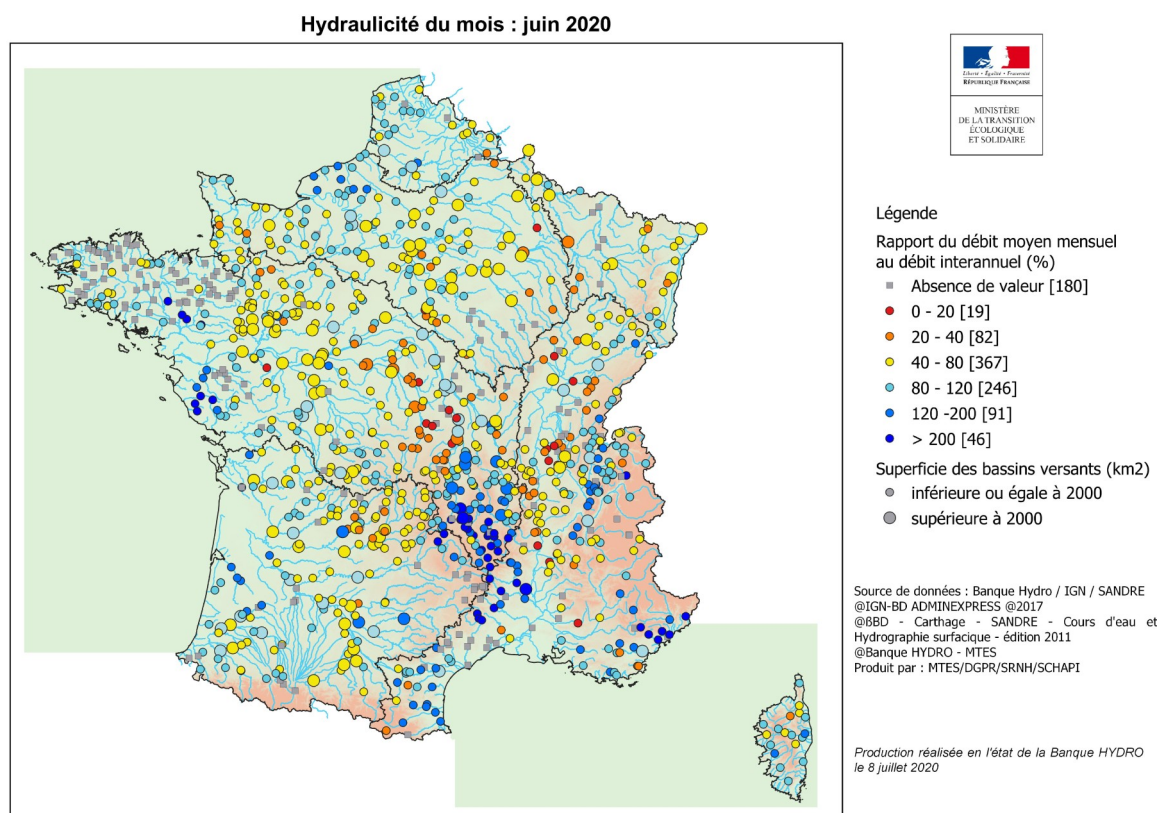 Hydraulicité du mois : juin 2020
Liberté • Égalité • Fraternité
RÉPUBLIQUE FRANÇAISE
MINISTÈRE
DE LA TRANSITION
ÉCOLOGIQUE
ET SOLIDAIRE
Légende
Rapport du débit moyen mensuel
au débit interannuel (%)
Absence de valeur [180]
0 - 20 [19]
20 - 40 [82]
40 - 80 [367]
80 - 120 [246]
120 -200 [91]
> 200 [46]
Superficie des bassins versants (km2)
inférieure ou égale à 2000
supérieure à 2000
Source de données : Banque Hydro / IGN / SANDRE
@IGN-BD ADMINEXPRESS @2017
@BBD - Carthage - SANDRE - Cours d'eau et
Hydrographie surfacique - édition 2011
@Banque HYDRO - MTES
Produit par : MTES/DGPR/SRNH/SCHAPI
Production réalisée en l'état de la Banque HYDRO
le 8 juillet 2020